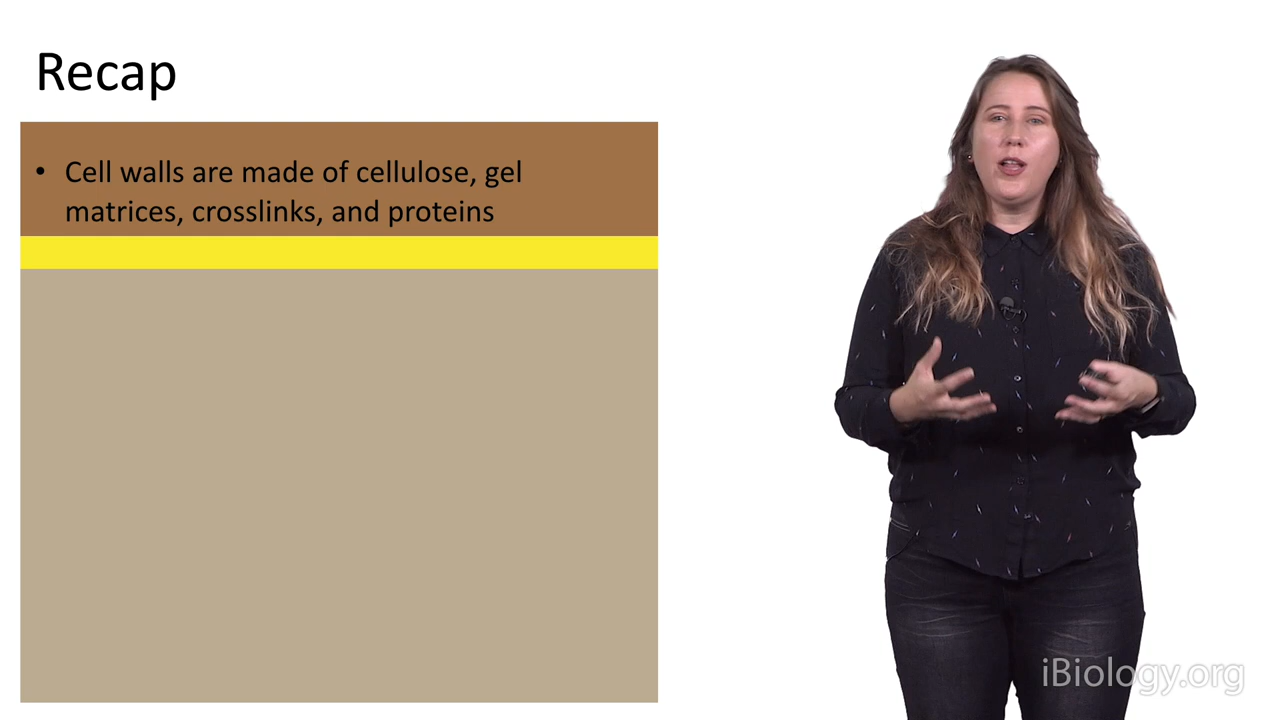 Recap
• Cell walls are made of cellulose, gel
matrices, crosslinks, and proteins
iBiology.org